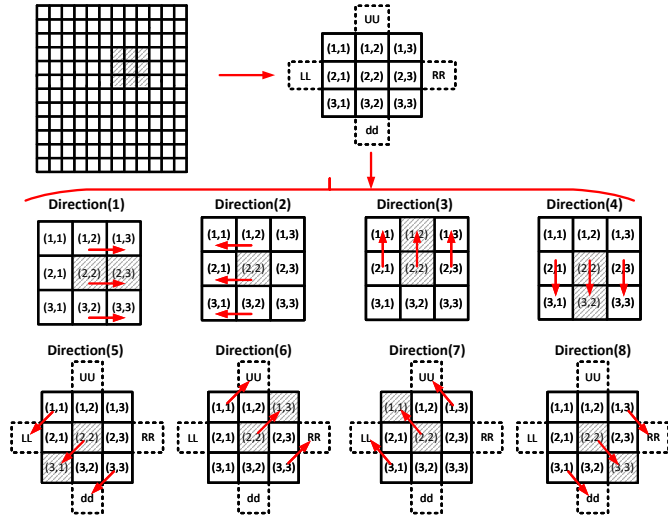 UU
(1,1) (1,2) (1,3)
LL (2,1) (2,2) (2,3) RR
(3,1) (3,2) (3,3)
dd
Direction(1) Direction(2) Direction(3) Direction(4)
(1,1) (1,2) (1,3) (1,1) (1,2) (1,3) (1,1) (1,2) (1,3) (1,1) (1,2) (1,3)
(2,1) (2,2) (2,3) (2,1) (2,2) (2,3) (2,1) (2,2) (2,3) (2,1) (2,2) (2,3)
(3,1) (3,2) (3,3) (3,1) (3,2) (3,3) (3,1) (3,2) (3,3) (3,1) (3,2) (3,3)
Direction(5) Direction(6) Direction(7) Direction(8)
UU UU UU UU
(1,1) (1,2) (1,3) (1,1) (1,2) (1,3) (1,1) (1,2) (1,3) (1,1) (1,2) (1,3)
LL (2,1) (2,2) (2,3) RR LL (2,1) (2,2) (2,3) RR LL (2,1) (2,2) (2,3) RR LL (2,1) (2,2) (2,3) RR
(3,1) (3,2) (3,3) (3,1) (3,2) (3,3) (3,1) (3,2) (3,3) (3,1) (3,2) (3,3)
dd dd dd dd